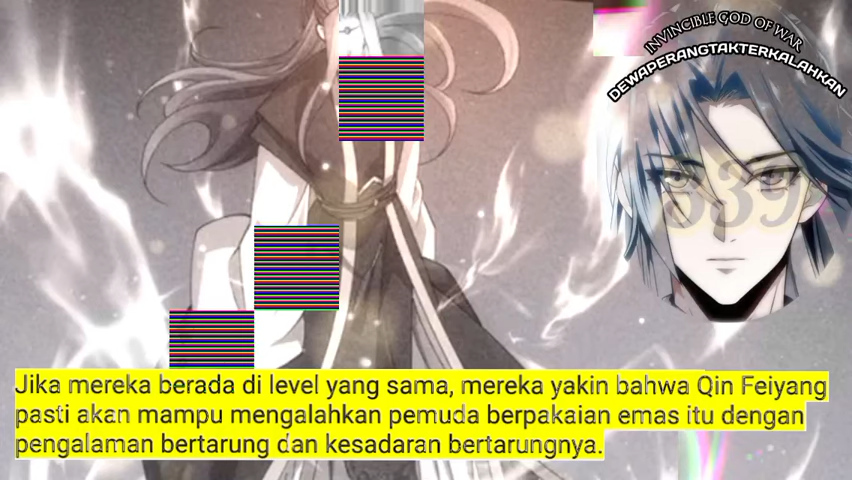 INVINCIBLE GOD OF WAR
DEWAPERANGTAKTERKALAHKAN
339
Jika mereka berada di level yang sama, mereka yakin bahwa Qin Feiyang
pasti akan mampu mengalahkan pemuda berpakaian emas itu dengan
pengalaman bertarung dan kesadaran bertarungnya.